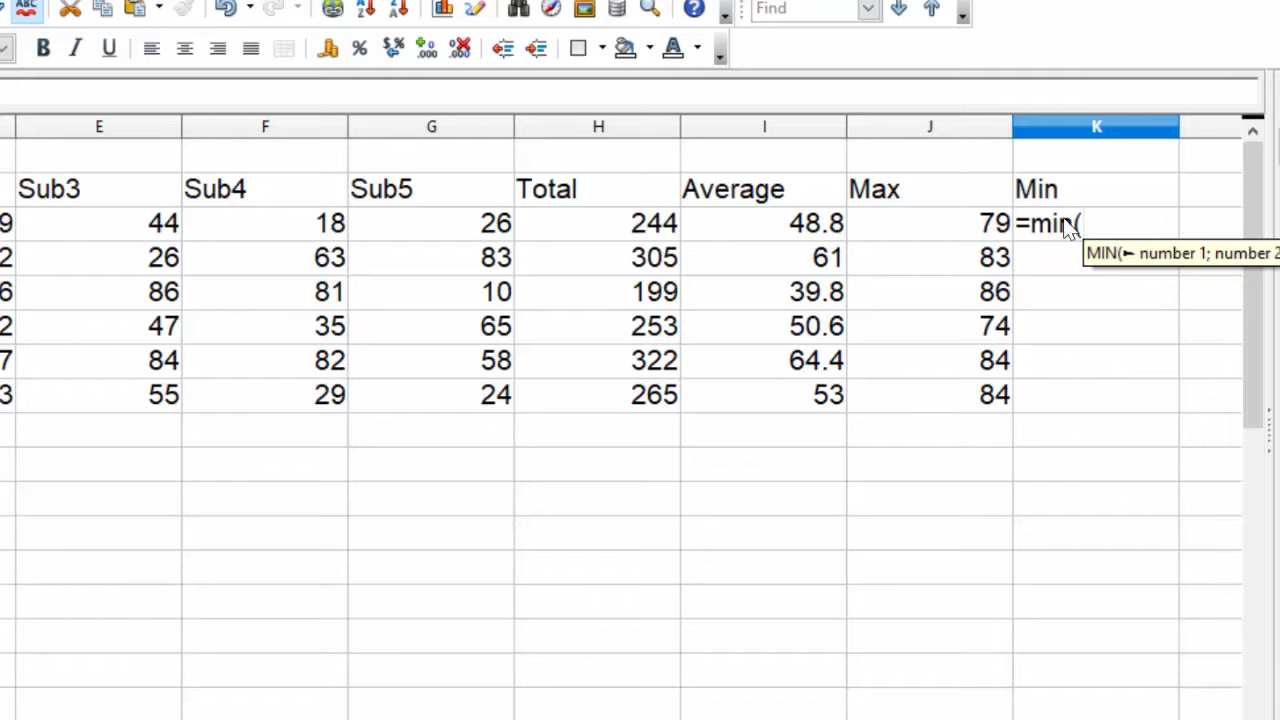 ABC
B I U % $% .000 .000 A
Find
E F G H I J K
Sub3 Sub4 Sub5 Total Average Max Min
9 44 18 26 244 48.8 79 =min(
MIN( number 1; number 2
2 26 63 83 305 61 83
6 86 81 10 199 39.8 86
2 47 35 65 253 50.6 74
7 84 82 58 322 64.4 84
3 55 29 24 265 53 84